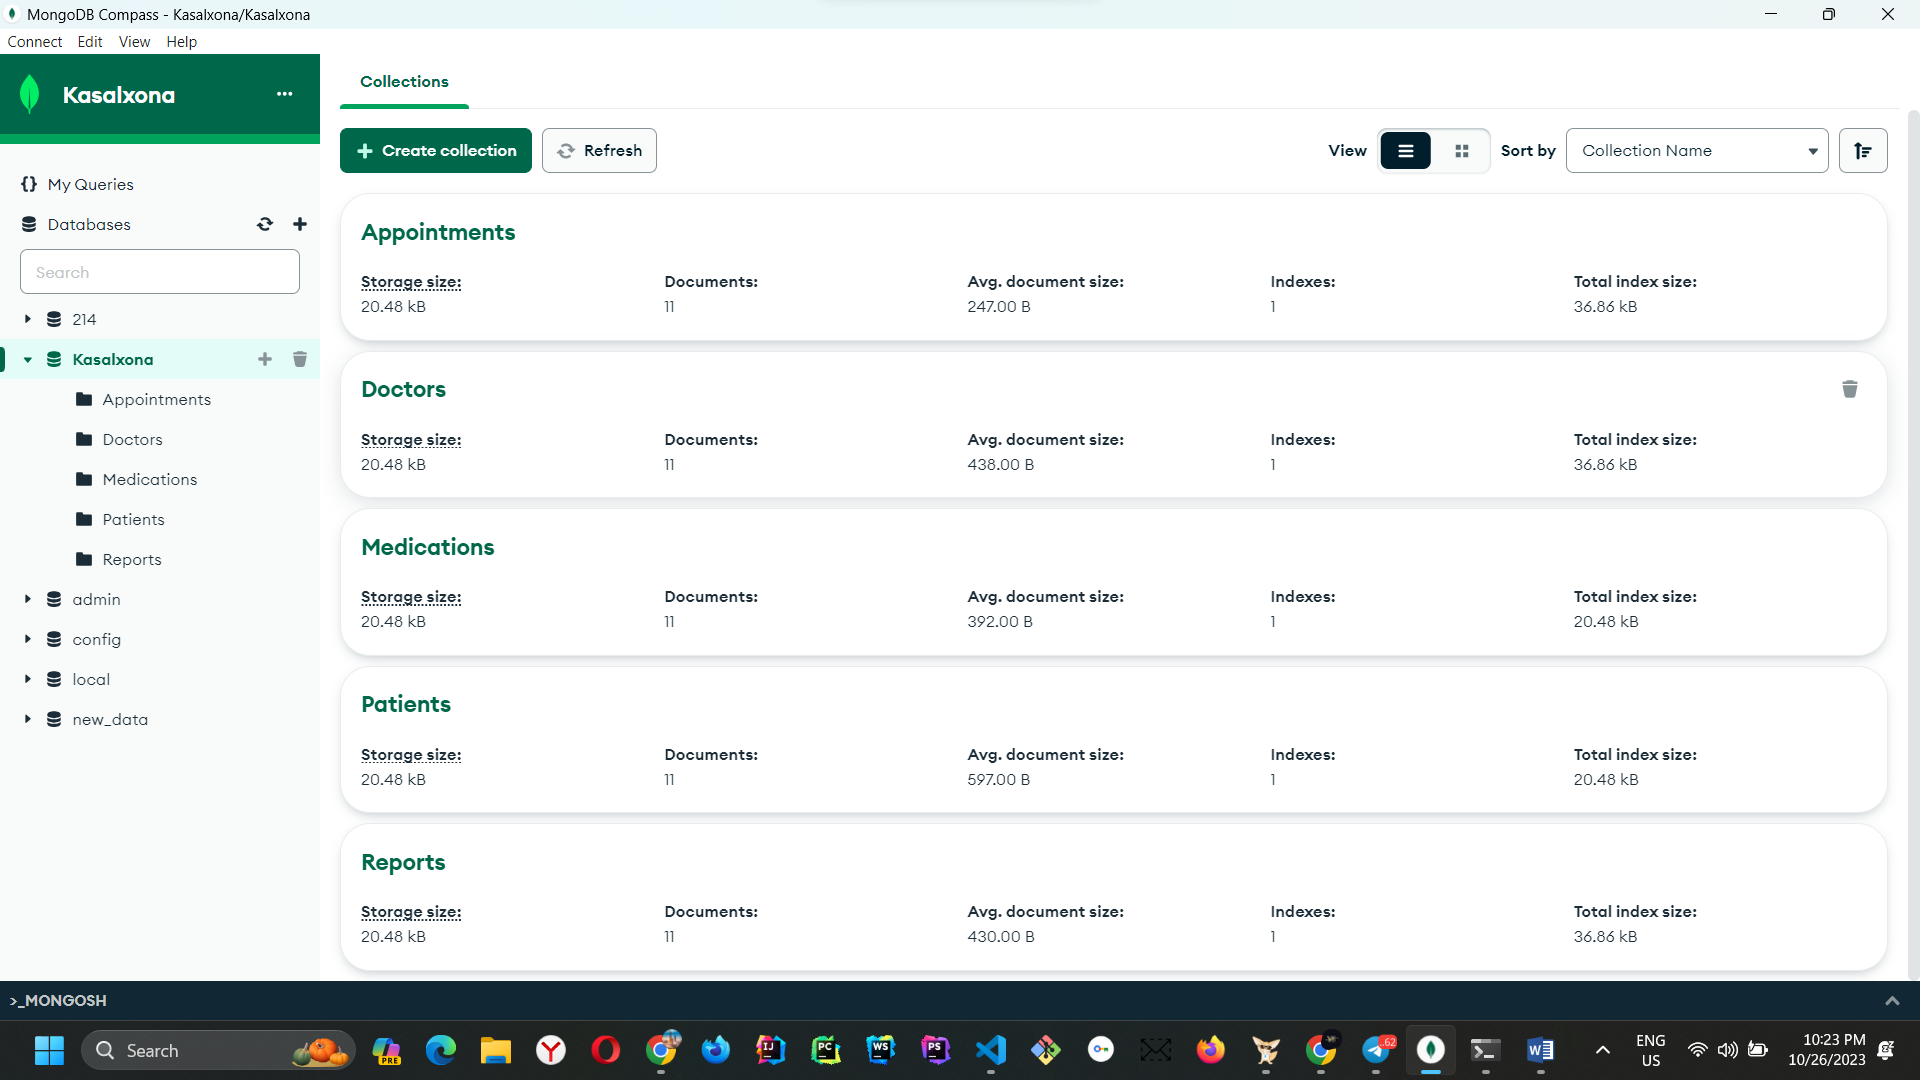 MongoDB Compass - Kasalxona/Kasalxona
Connect Edit View Help
Kasalxona
My Queries
Databases
Search
214
Kasalxona
Appointments
Doctors
Medications
Patients
Reports
admin
config
local
new_data
Collections
Create collection
Refresh
View
Sort by
Collection Name
Appointments
Storage size: Documents: Avg. document size: Indexes: Total index size:
20.48 kB 11 247.00 B 1 36.86 kB
Doctors
Storage size: Documents: Avg. document size: Indexes: Total index size:
20.48 kB 11 438.00 B 1 36.86 kB
Medications
Storage size: Documents: Avg. document size: Indexes: Total index size:
20.48 kB 11 392.00 B 1 20.48 kB
Patients
Storage size: Documents: Avg. document size: Indexes: Total index size:
20.48 kB 11 597.00 B 1 20.48 kB
Reports
Storage size: Documents: Avg. document size: Indexes: Total index size:
20.48 kB 11 430.00 B 1 36.86 kB
>_MONGOSH
Search
PRE
IJ
PC
WS
PS
62
ENG
US
10:23 PM
10/26/2023